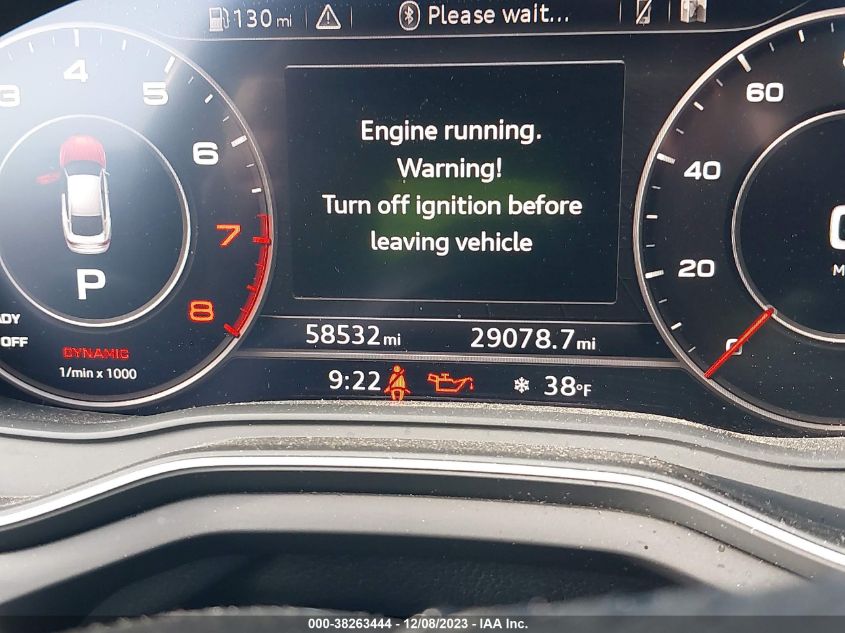 130 mi
Please wait...
3
4
5
6
7
8
P
OFF
DYNAMIC
1/min x 1000
Engine running.
Warning!
Turn off ignition before
leaving vehicle
58532 mi
29078.7 mi
9:22
38°F
60
40
20
0
000-38263444 - 12/08/2023 - IAA Inc.